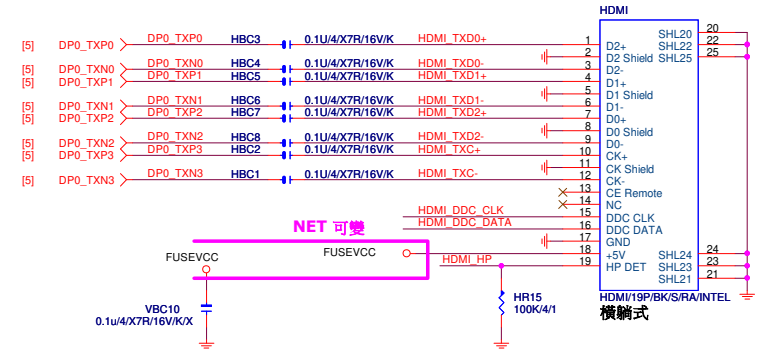 HDMI
[5] DP0_TXP0 DP0_TXP0 HBC3 0.1U/4/X7R/16V/K HDMI_TXD0+ 1 D2+ SHL20 20
2 D2 Shield SHL22 22
[5] DP0_TXN0 DP0_TXN0 HBC4 0.1U/4/X7R/16V/K HDMI_TXD0- 3 D2- SHL25 25
[5] DP0_TXP1 DP0_TXP1 HBC5 0.1U/4/X7R/16V/K HDMI_TXD1+ 4 D1+
5 D1 Shield
[5] DP0_TXN1 DP0_TXN1 HBC6 0.1U/4/X7R/16V/K HDMI_TXD1- 6 D1-
[5] DP0_TXP2 DP0_TXP2 HBC7 0.1U/4/X7R/16V/K HDMI_TXD2+ 7 D0+
8 D0 Shield
[5] DP0_TXN2 DP0_TXN2 HBC8 0.1U/4/X7R/16V/K HDMI_TXD2- 9 D0-
[5] DP0_TXP3 DP0_TXP3 HBC2 0.1U/4/X7R/16V/K HDMI_TXC+ 10 CK+
11 CK Shield
[5] DP0_TXN3 DP0_TXN3 HBC1 0.1U/4/X7R/16V/K HDMI_TXC- 12 CK-
13 CE Remote
14 NC
HDMI_DDC_CLK 15 DDC CLK
HDMI_DDC_DATA 16 DDC DATA
NET 可變
17 GND
FUSEVCC FUSEVCC 18 +5V SHL24 24
HDMI_HP 19 HP DET SHL23 23
SHL21 21
HDMI/19P/BK/S/RA/INTEL
橫躺式
VBC10
0.1u/4/X7R/16V/K/X
HR15
100K/4/1